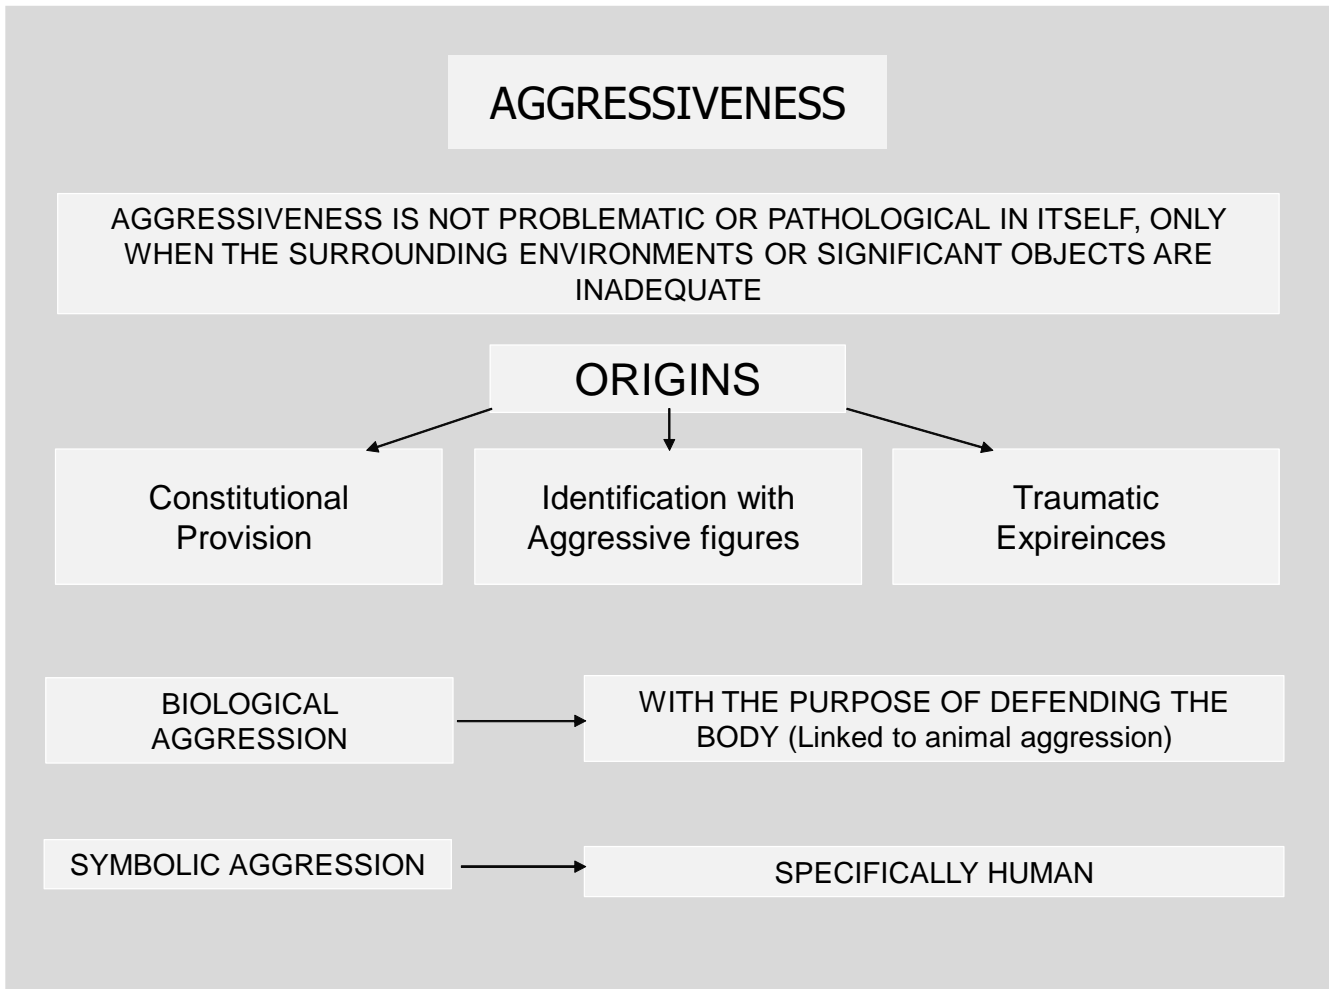 AGGRESSIVENESS
AGGRESSIVENESS IS NOT PROBLEMATIC OR PATHOLOGICAL IN ITSELF, ONLY
WHEN THE SURROUNDING ENVIRONMENTS OR SIGNIFICANT OBJECTS ARE
INADEQUATE
ORIGINS
Constitutional
Provision
Identification with
Aggressive figures
Traumatic
Expireinces
BIOLOGICAL
AGGRESSION
WITH THE PURPOSE OF DEFENDING THE
BODY (Linked to animal aggression)
SYMBOLIC AGGRESSION
SPECIFICALLY HUMAN